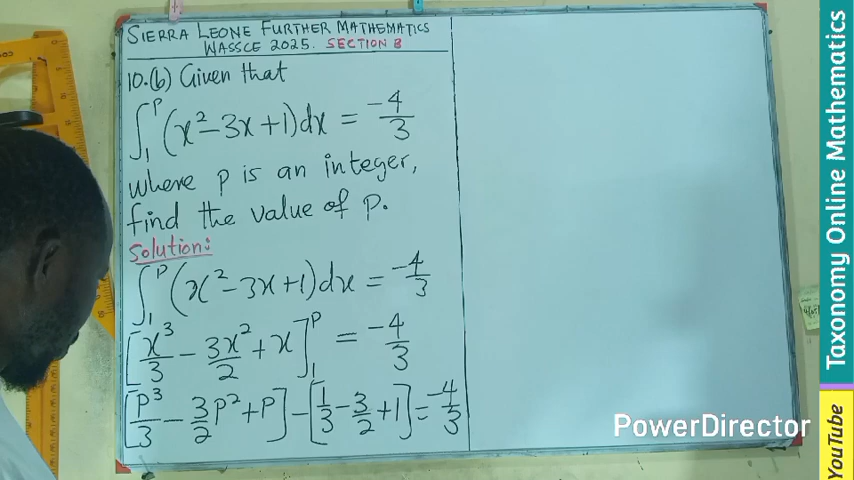 SIERRA LEONE FURTHER MATHEMATICS
WASSCE 2025. SECTION B
10.(b) Given that
∫₁ᴾ (x² - 3x + 1)dx = -4/3
where p is an integer,
find the value of p.
Solution:
∫₁ᴾ (x² - 3x + 1)dx = -4/3
[x³/3 - 3x²/2 + x]₁ᴾ = -4/3
[P³/3 - 3/2 P² + P] - [1/3 - 3/2 + 1] = -4/3
PowerDirector
Taxonomy Online Mathematics
YouTube